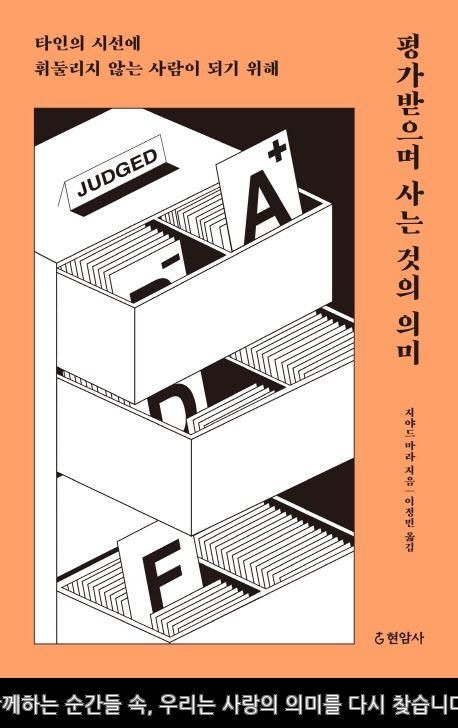 타인의 시선에
휘둘리지 않는 사람이 되기 위해
평가받으며 사는 것의 의미
JUDGED
A+
D
F
지야드 마라 지음 | 이정민 옮김
현암사
께하는 순간들 속, 우리는 사랑의 의미를 다시 찾습니다